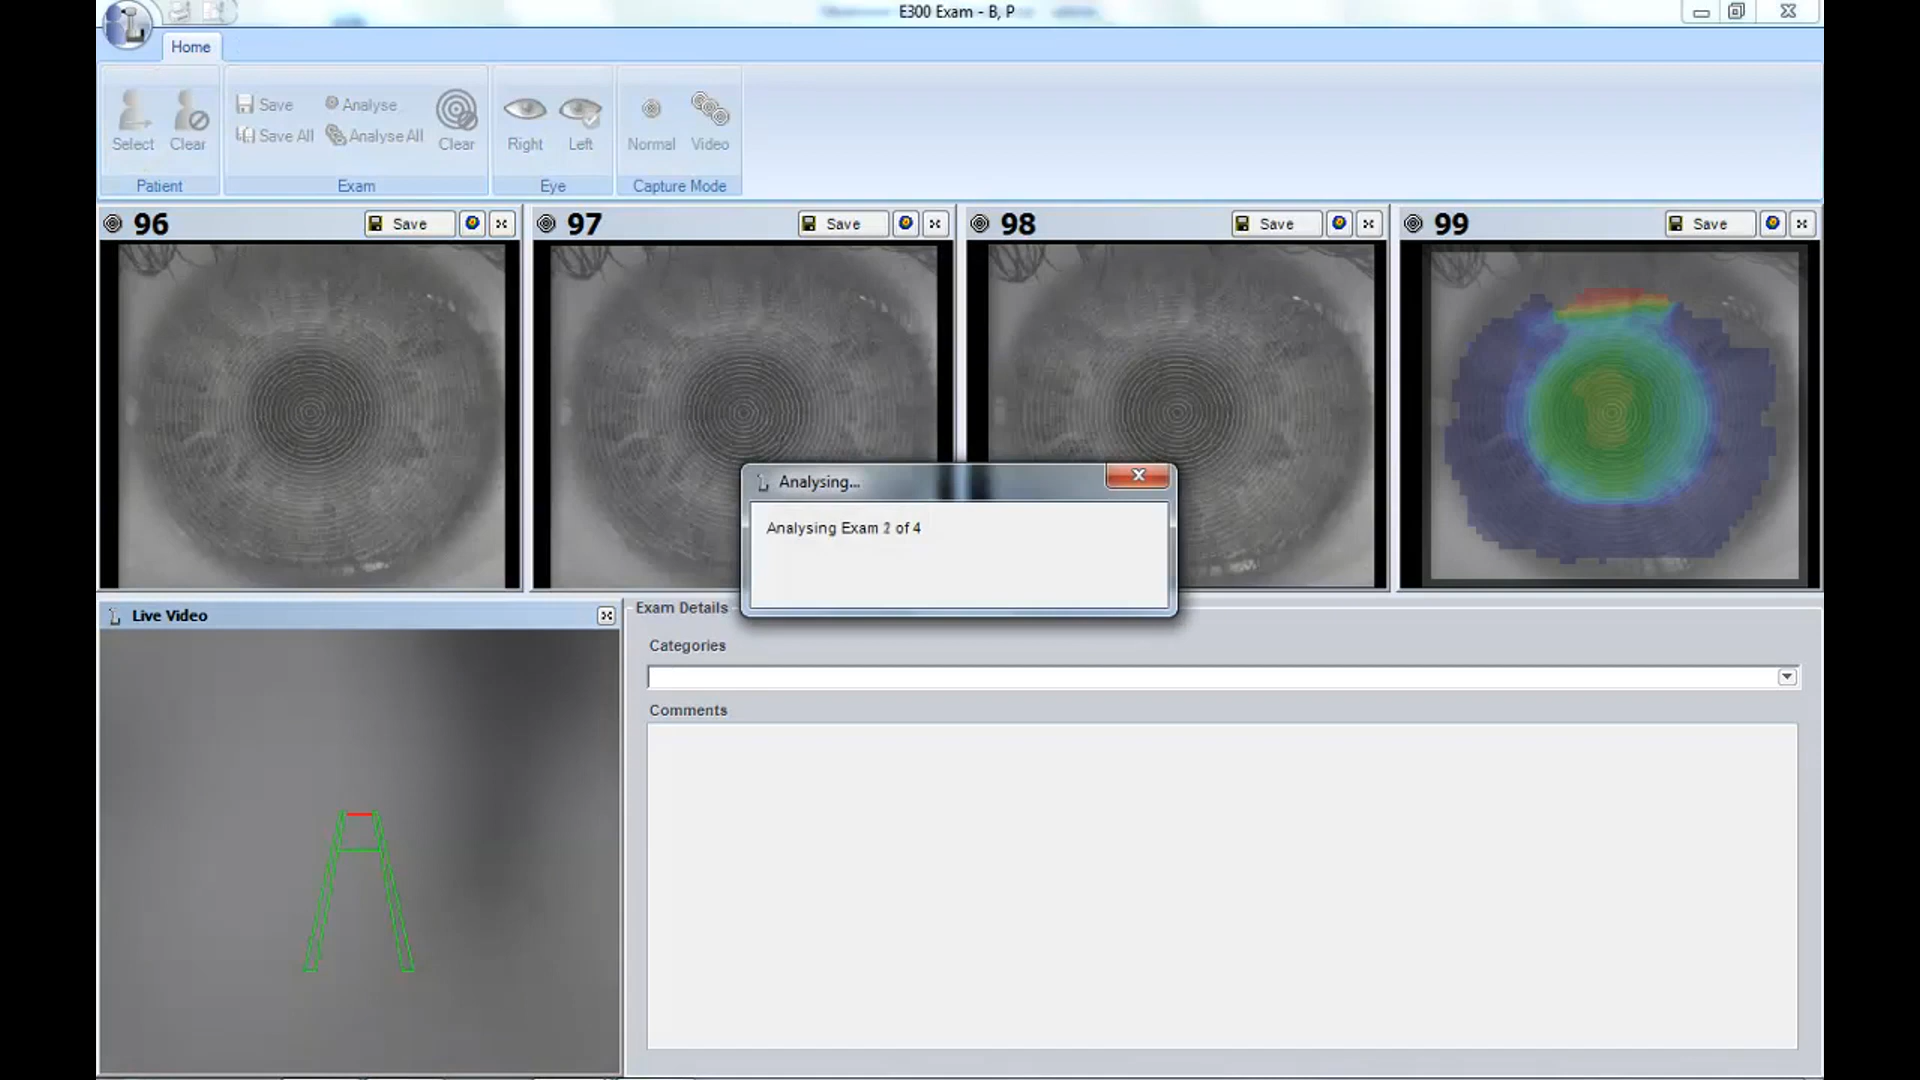 E300 Exam - B, P
Home
Select
Clear
Patient
Save
Save All
Analyse
Analyse All
Clear
Exam
Right
Left
Eye
Normal
Video
Capture Mode
96
Save
97
Save
98
Save
99
Save
Analysing...
Analysing Exam 2 of 4
Live Video
Exam Details
Categories
Comments